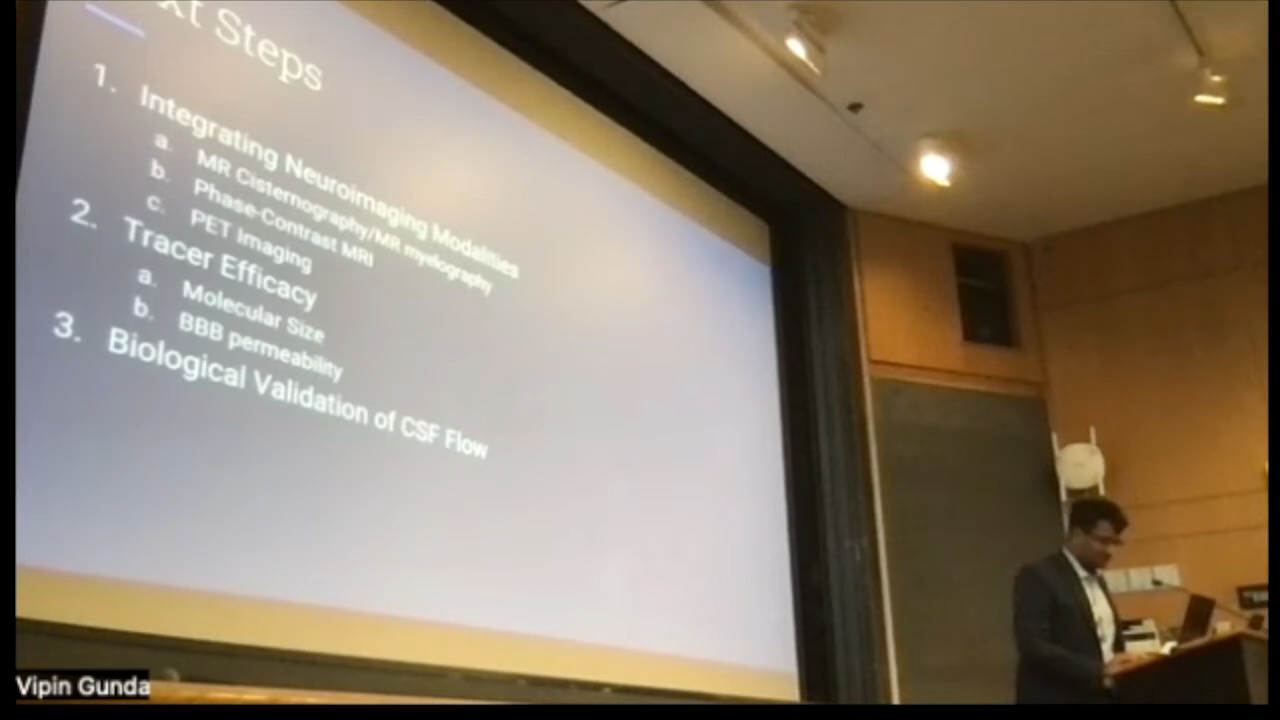 xt Steps
1. Integrating Neuroimaging Modalities
a. MR Cisternography/MR myelography
b. Phase-Contrast MRI
c. PET Imaging
2. Tracer Efficacy
a. Molecular Size
b. BBB permeability
3. Biological Validation of CSF Flow
Vipin Gunda